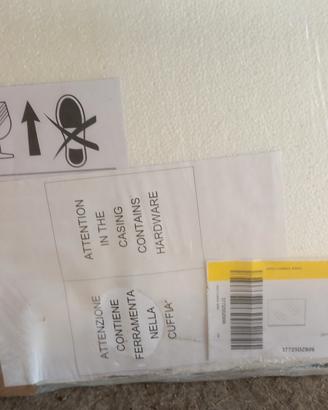 ATTENTION
IN THE
CASING
CONTAINS
HARDWARE
ATTENZIONE
CONTIENE
FERRAMENTA
NELLA
CUFFIA'